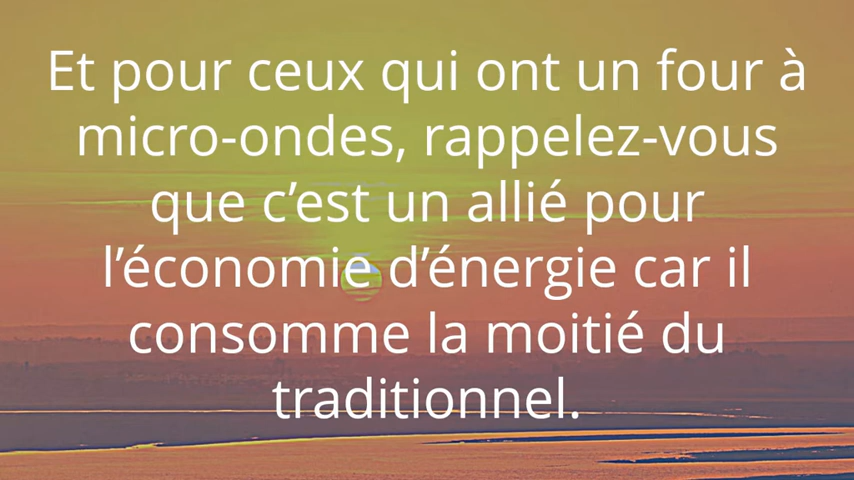 Et pour ceux qui ont un four à
micro-ondes, rappelez-vous
que c’est un allié pour
l’économie d’énergie car il
consomme la moitié du
traditionnel.